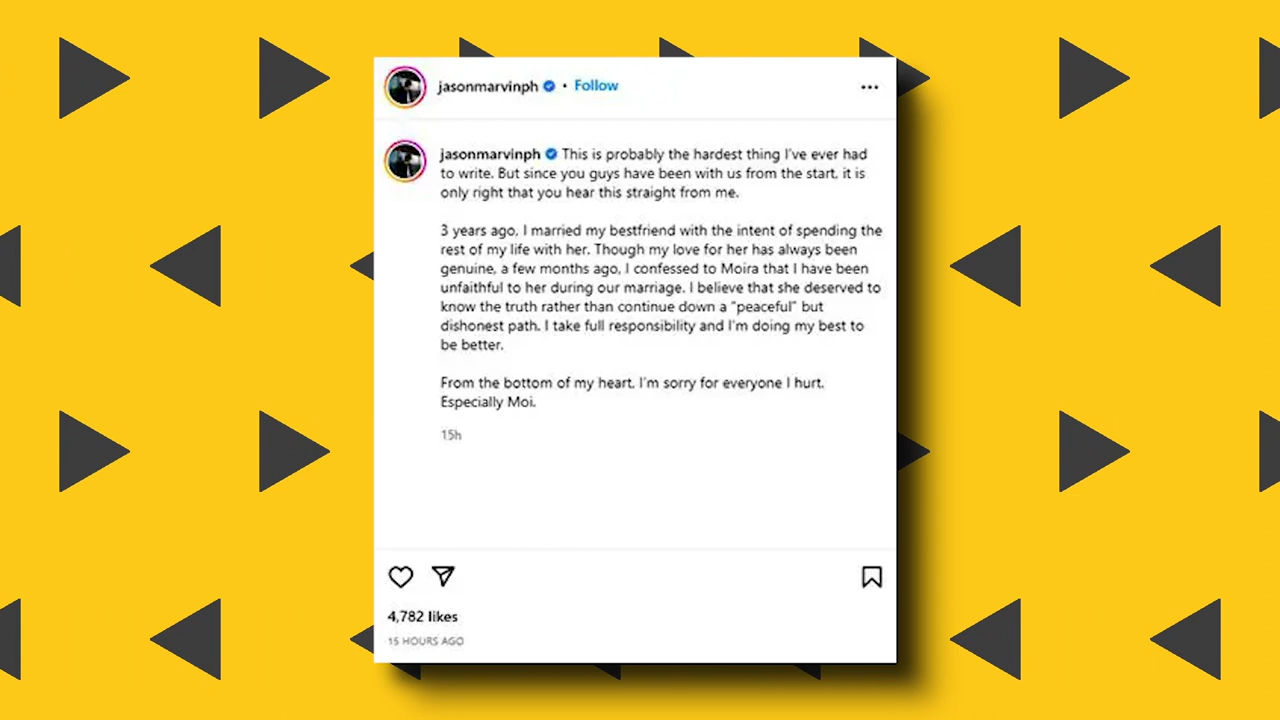 jasonmarvinph • Follow
jasonmarvinph This is probably the hardest thing I've ever had
to write. But since you guys have been with us from the start, it is
only right that you hear this straight from me.
3 years ago, I married my bestfriend with the intent of spending the
rest of my life with her. Though my love for her has always been
genuine, a few months ago, I confessed to Moira that I have been
unfaithful to her during our marriage. I believe that she deserved to
know the truth rather than continue down a "peaceful" but
dishonest path. I take full responsibility and I'm doing my best to
be better.
From the bottom of my heart, I'm sorry for everyone I hurt.
Especially Moi.
15h
4,782 likes
15 HOURS AGO